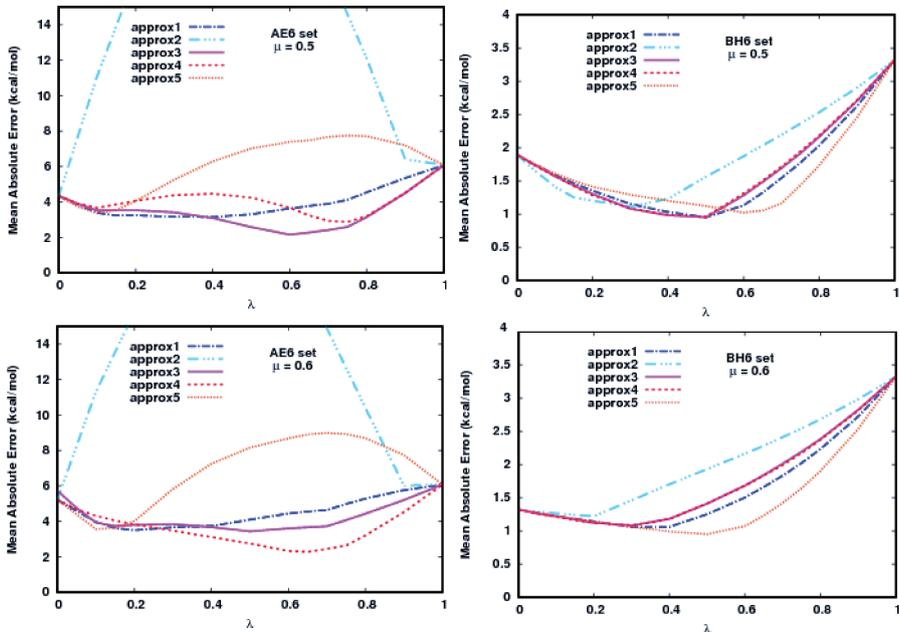 Mean Absolute Error (kcal/mol)
14
12
10
8
6
4
2
0
approx1
approx2
approx3
approx4
approx5
AE6 set
μ = 0.5
0 0.2 0.4 0.6 0.8 1
λ
Mean Absolute Error (kcal/mol)
4
3.5
3
2.5
2
1.5
1
0.5
0
approx1
approx2
approx3
approx4
approx5
BH6 set
μ = 0.5
0 0.2 0.4 0.6 0.8 1
λ
Mean Absolute Error (kcal/mol)
14
12
10
8
6
4
2
0
approx1
approx2
approx3
approx4
approx5
AE6 set
μ = 0.6
0 0.2 0.4 0.6 0.8 1
λ
Mean Absolute Error (kcal/mol)
4
3.5
3
2.5
2
1.5
1
0.5
0
approx1
approx2
approx3
approx4
approx5
BH6 set
μ = 0.6
0 0.2 0.4 0.6 0.8 1
λ